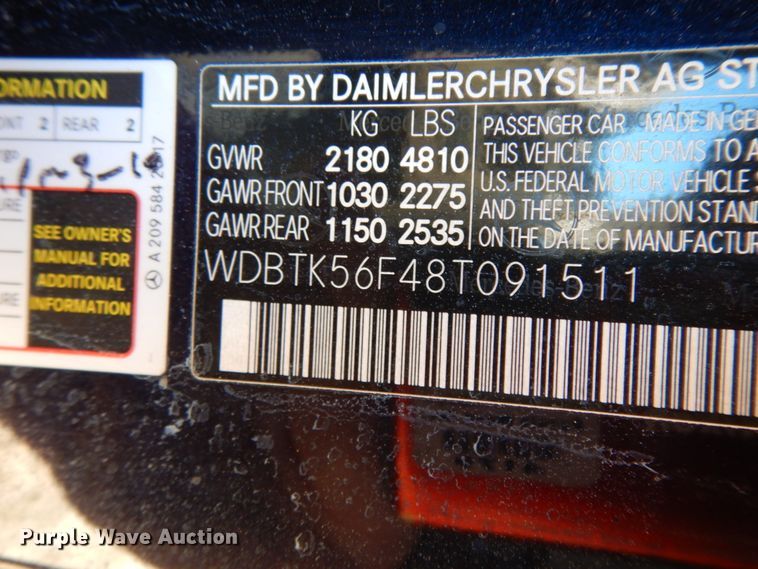 ORMATION
ONT 2 REAR 2
SEE OWNER'S
MANUAL FOR
ADDITIONAL
INFORMATION
A 209 584
MFD BY DAIMLERCHRYSLER AG ST
KG LBS
GVWR 2180 4810
GAWR FRONT 1030 2275
GAWR REAR 1150 2535
PASSENGER CAR MADE IN GE
THIS VEHICLE CONFORMS TO A
U.S. FEDERAL MOTOR VEHICLE S
AND THEFT PREVENTION STAND
ON THE DATE OF MANUFACTUR
WDBTK56F48T091511
Purple Wave Auction